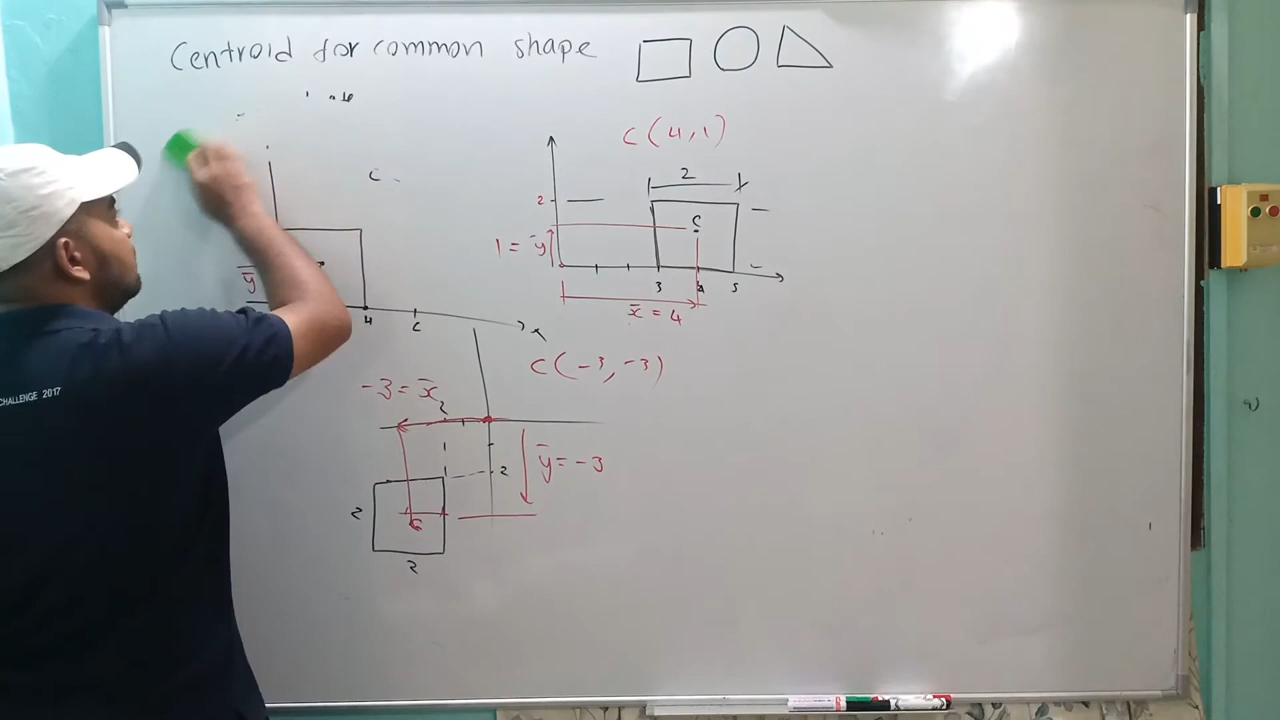 Centroid for common shape
C(4,1)
2
2
C
1 = ȳ
ȳ
3
4
5
x̄ = 4
4
x
C(-3, -3)
-3 = x̄
2
ȳ = -3
2
2
C
2
CHALLENGE 2017